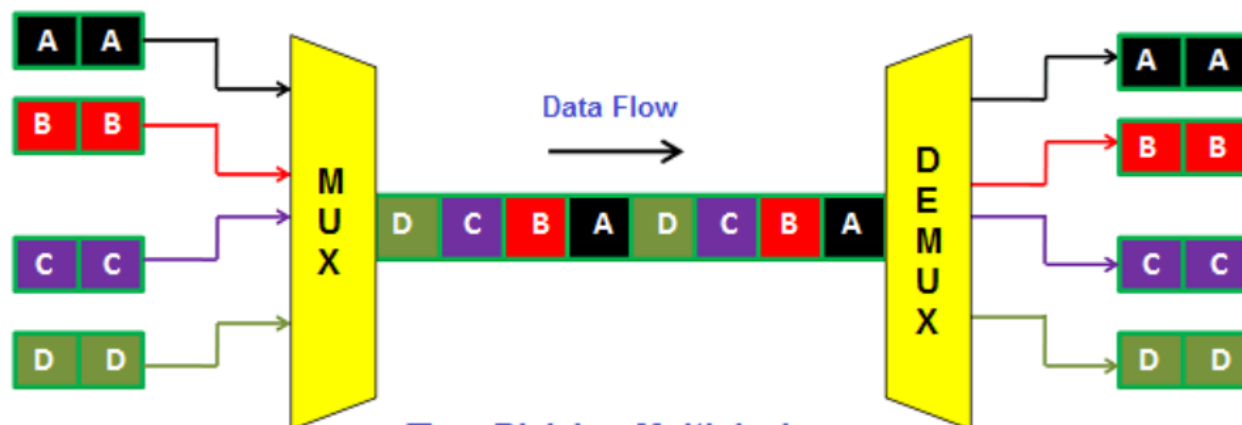 A A
B B
C C
D D
MUX
Data Flow
D C B A D C B A
DEMUX
A A
B B
C C
D D